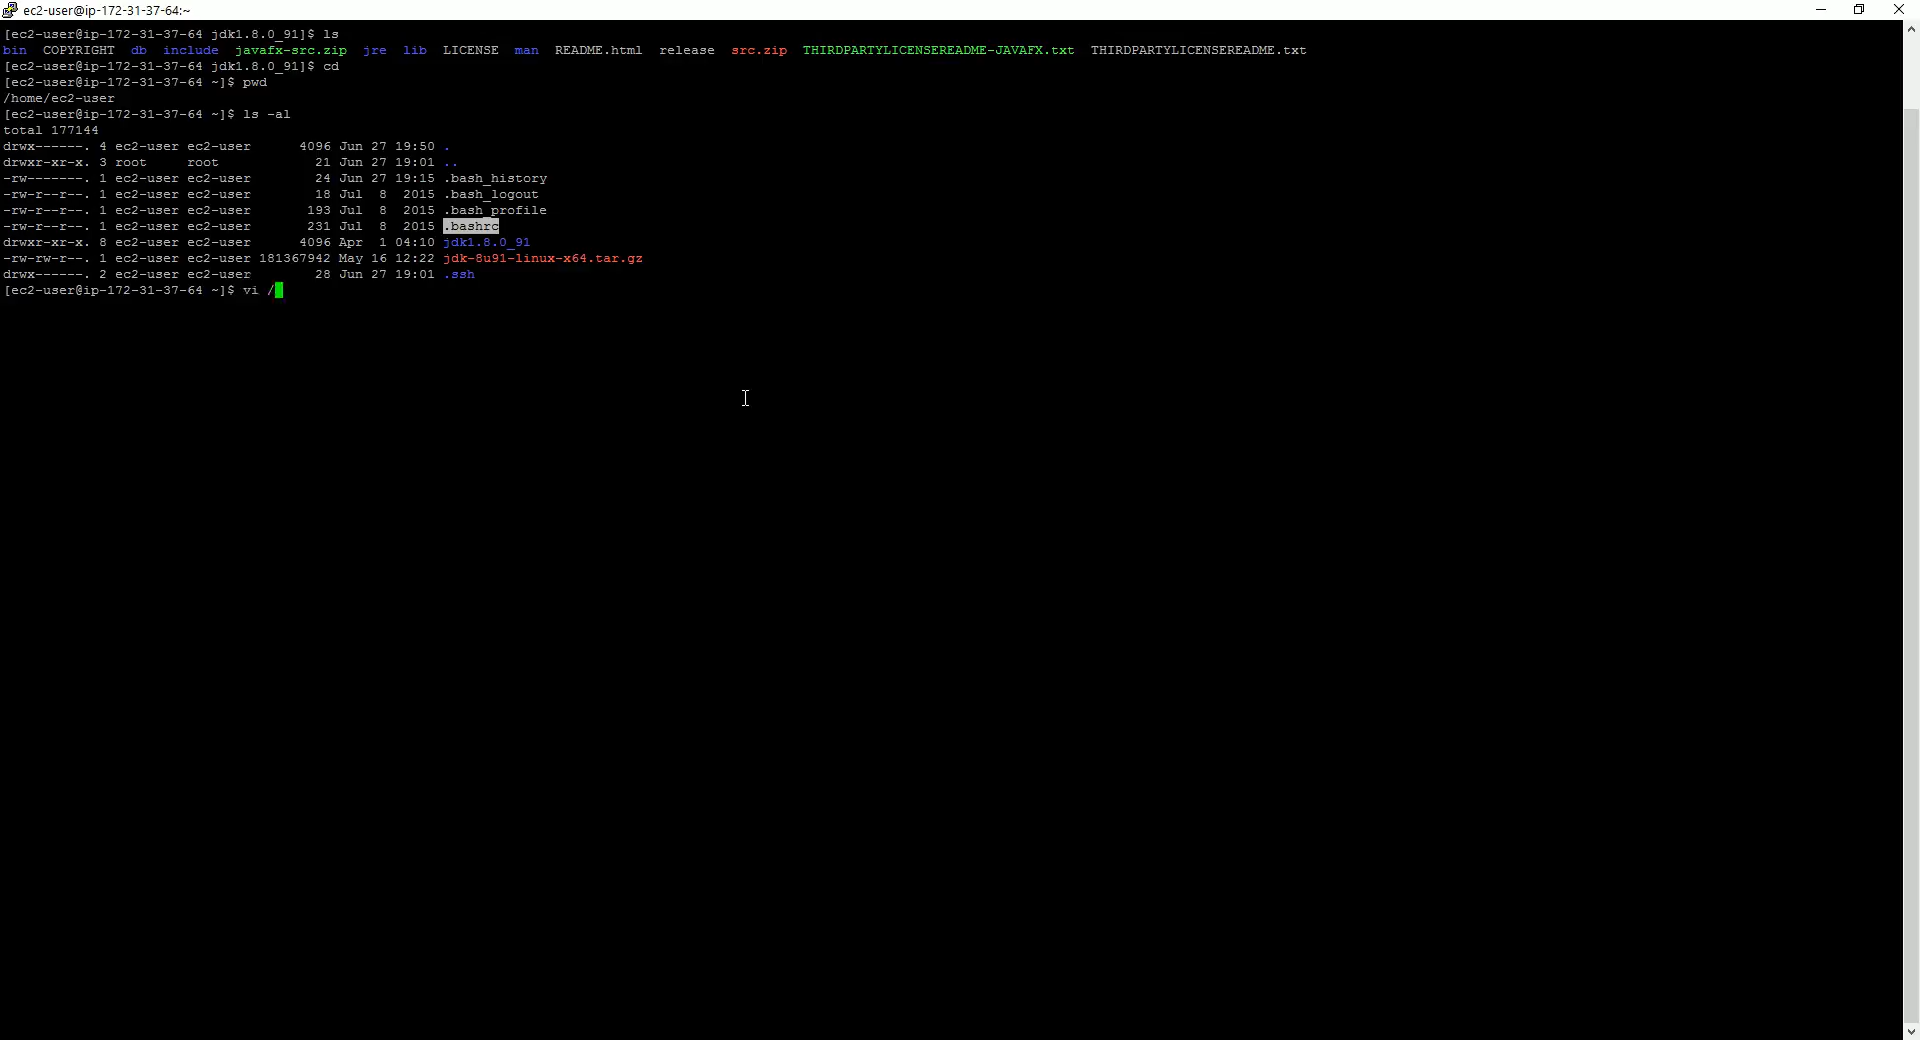 ec2-user@ip-172-31-37-64:~
[ec2-user@ip-172-31-37-64 jdk1.8.0_91]$ ls
bin  COPYRIGHT  db  include  javafx-src.zip  jre  lib  LICENSE  man  README.html  release  src.zip  THIRDPARTYLICENSEREADME-JAVAFX.txt  THIRDPARTYLICENSEREADME.txt
[ec2-user@ip-172-31-37-64 jdk1.8.0_91]$ cd
[ec2-user@ip-172-31-37-64 ~]$ pwd
/home/ec2-user
[ec2-user@ip-172-31-37-64 ~]$ ls -al
total 177144
drwx------. 4 ec2-user ec2-user      4096 Jun 27 19:50 .
drwxr-xr-x. 3 root     root            21 Jun 27 19:01 ..
-rw-------. 1 ec2-user ec2-user        24 Jun 27 19:15 .bash_history
-rw-r--r--. 1 ec2-user ec2-user        18 Jul  8  2015 .bash_logout
-rw-r--r--. 1 ec2-user ec2-user       193 Jul  8  2015 .bash_profile
-rw-r--r--. 1 ec2-user ec2-user       231 Jul  8  2015 .bashrc
drwxr-xr-x. 8 ec2-user ec2-user      4096 Apr  1 04:10 jdk1.8.0_91
-rw-rw-r--. 1 ec2-user ec2-user 181367942 May 16 12:22 jdk-8u91-linux-x64.tar.gz
drwx------. 2 ec2-user ec2-user        28 Jun 27 19:01 .ssh
[ec2-user@ip-172-31-37-64 ~]$ vi /